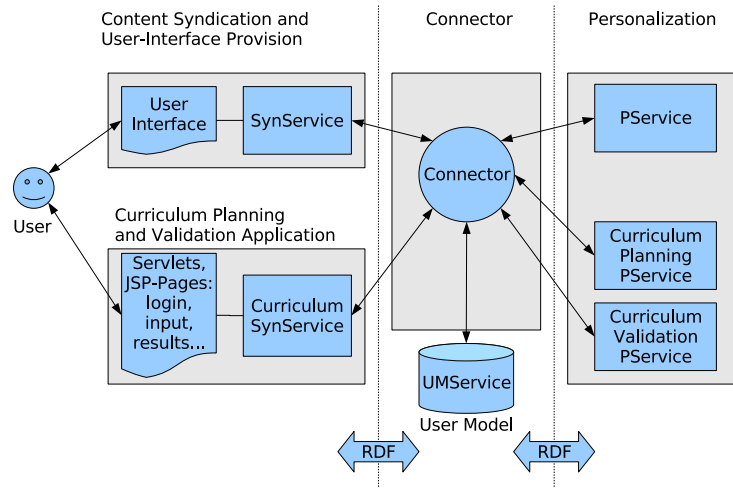 Content Syndication and
User-Interface Provision
Connector
Personalization
User
Interface
SynService
PService
Connector
User
Curriculum Planning
and Validation Application
Servlets,
JSP-Pages:
login,
input,
results...
Curriculum
SynService
Curriculum
Planning
PService
Curriculum
Validation
PService
UMService
User Model
RDF
RDF